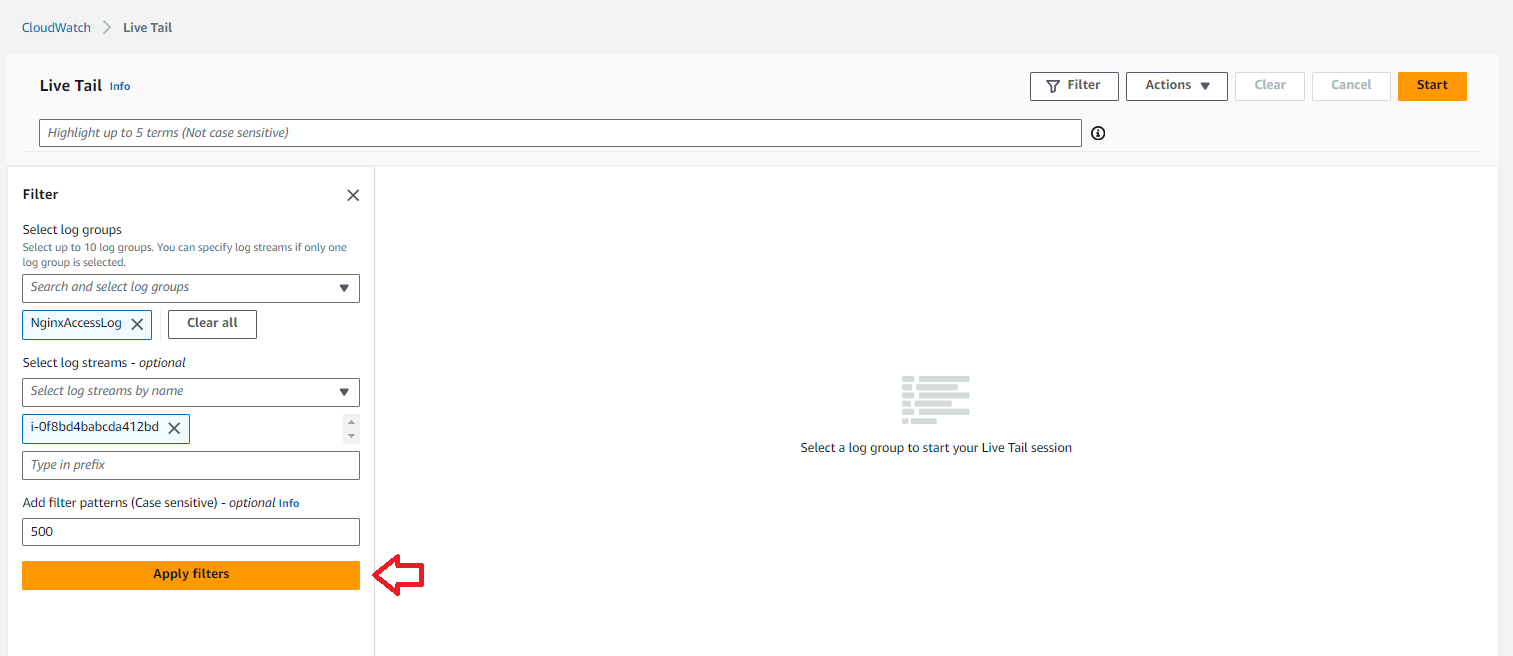 CloudWatch > Live Tail
Live Tail Info
Filter
Actions
Clear
Cancel
Start
Highlight up to 5 terms (Not case sensitive)
Filter
Select log groups
Select up to 10 log groups. You can specify log streams if only one
log group is selected.
Search and select log groups
NginxAccessLog
Clear all
Select log streams - optional
Select log streams by name
i-0f8bd4babcda412bd
Type in prefix
Add filter patterns (Case sensitive) - optional Info
500
Apply filters
Select a log group to start your Live Tail session